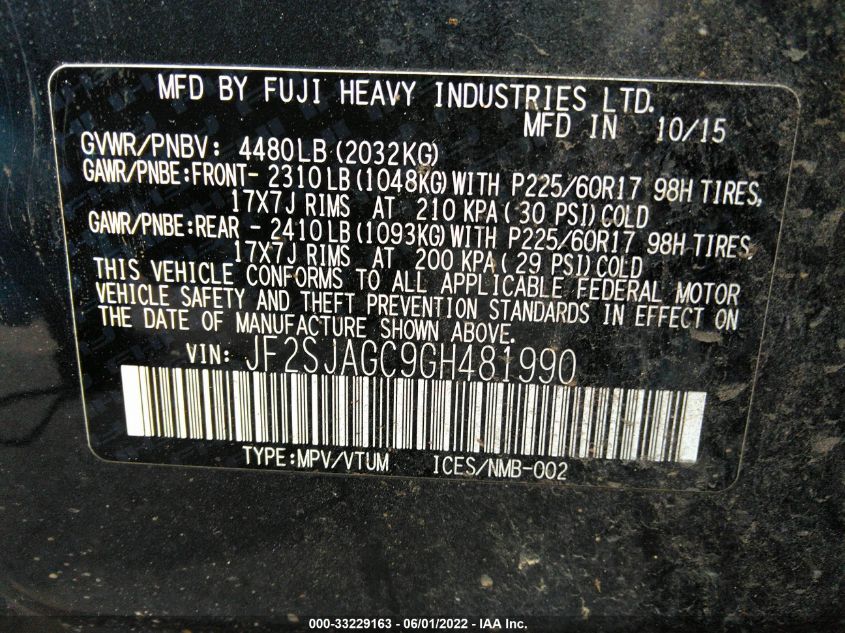 MFD BY FUJI HEAVY INDUSTRIES LTD.
MFD IN 10/15
GVWR/PNBV: 4480LB(2032KG)
GAWR/PNBE:FRONT- 2310LB(1048KG)WITH P225/60R17 98H TIRES,
17X7J RIMS AT 210 KPA(30 PSI)COLD
GAWR/PNBE:REAR - 2410LB(1093KG)WITH P225/60R17 98H TIRES
17X7J RIMS AT 200 KPA(29 PSI)COLD
THIS VEHICLE CONFORMS TO ALL APPLICABLE FEDERAL MOTOR
VEHICLE SAFETY AND THEFT PREVENTION STANDARDS IN EFFECT ON
THE DATE OF MANUFACTURE SHOWN ABOVE.
VIN: JF2SJAGC9GH481990
TYPE:MPV/VTUM ICES/NMB-002
000-33229163 - 06/01/2022 - IAA Inc.